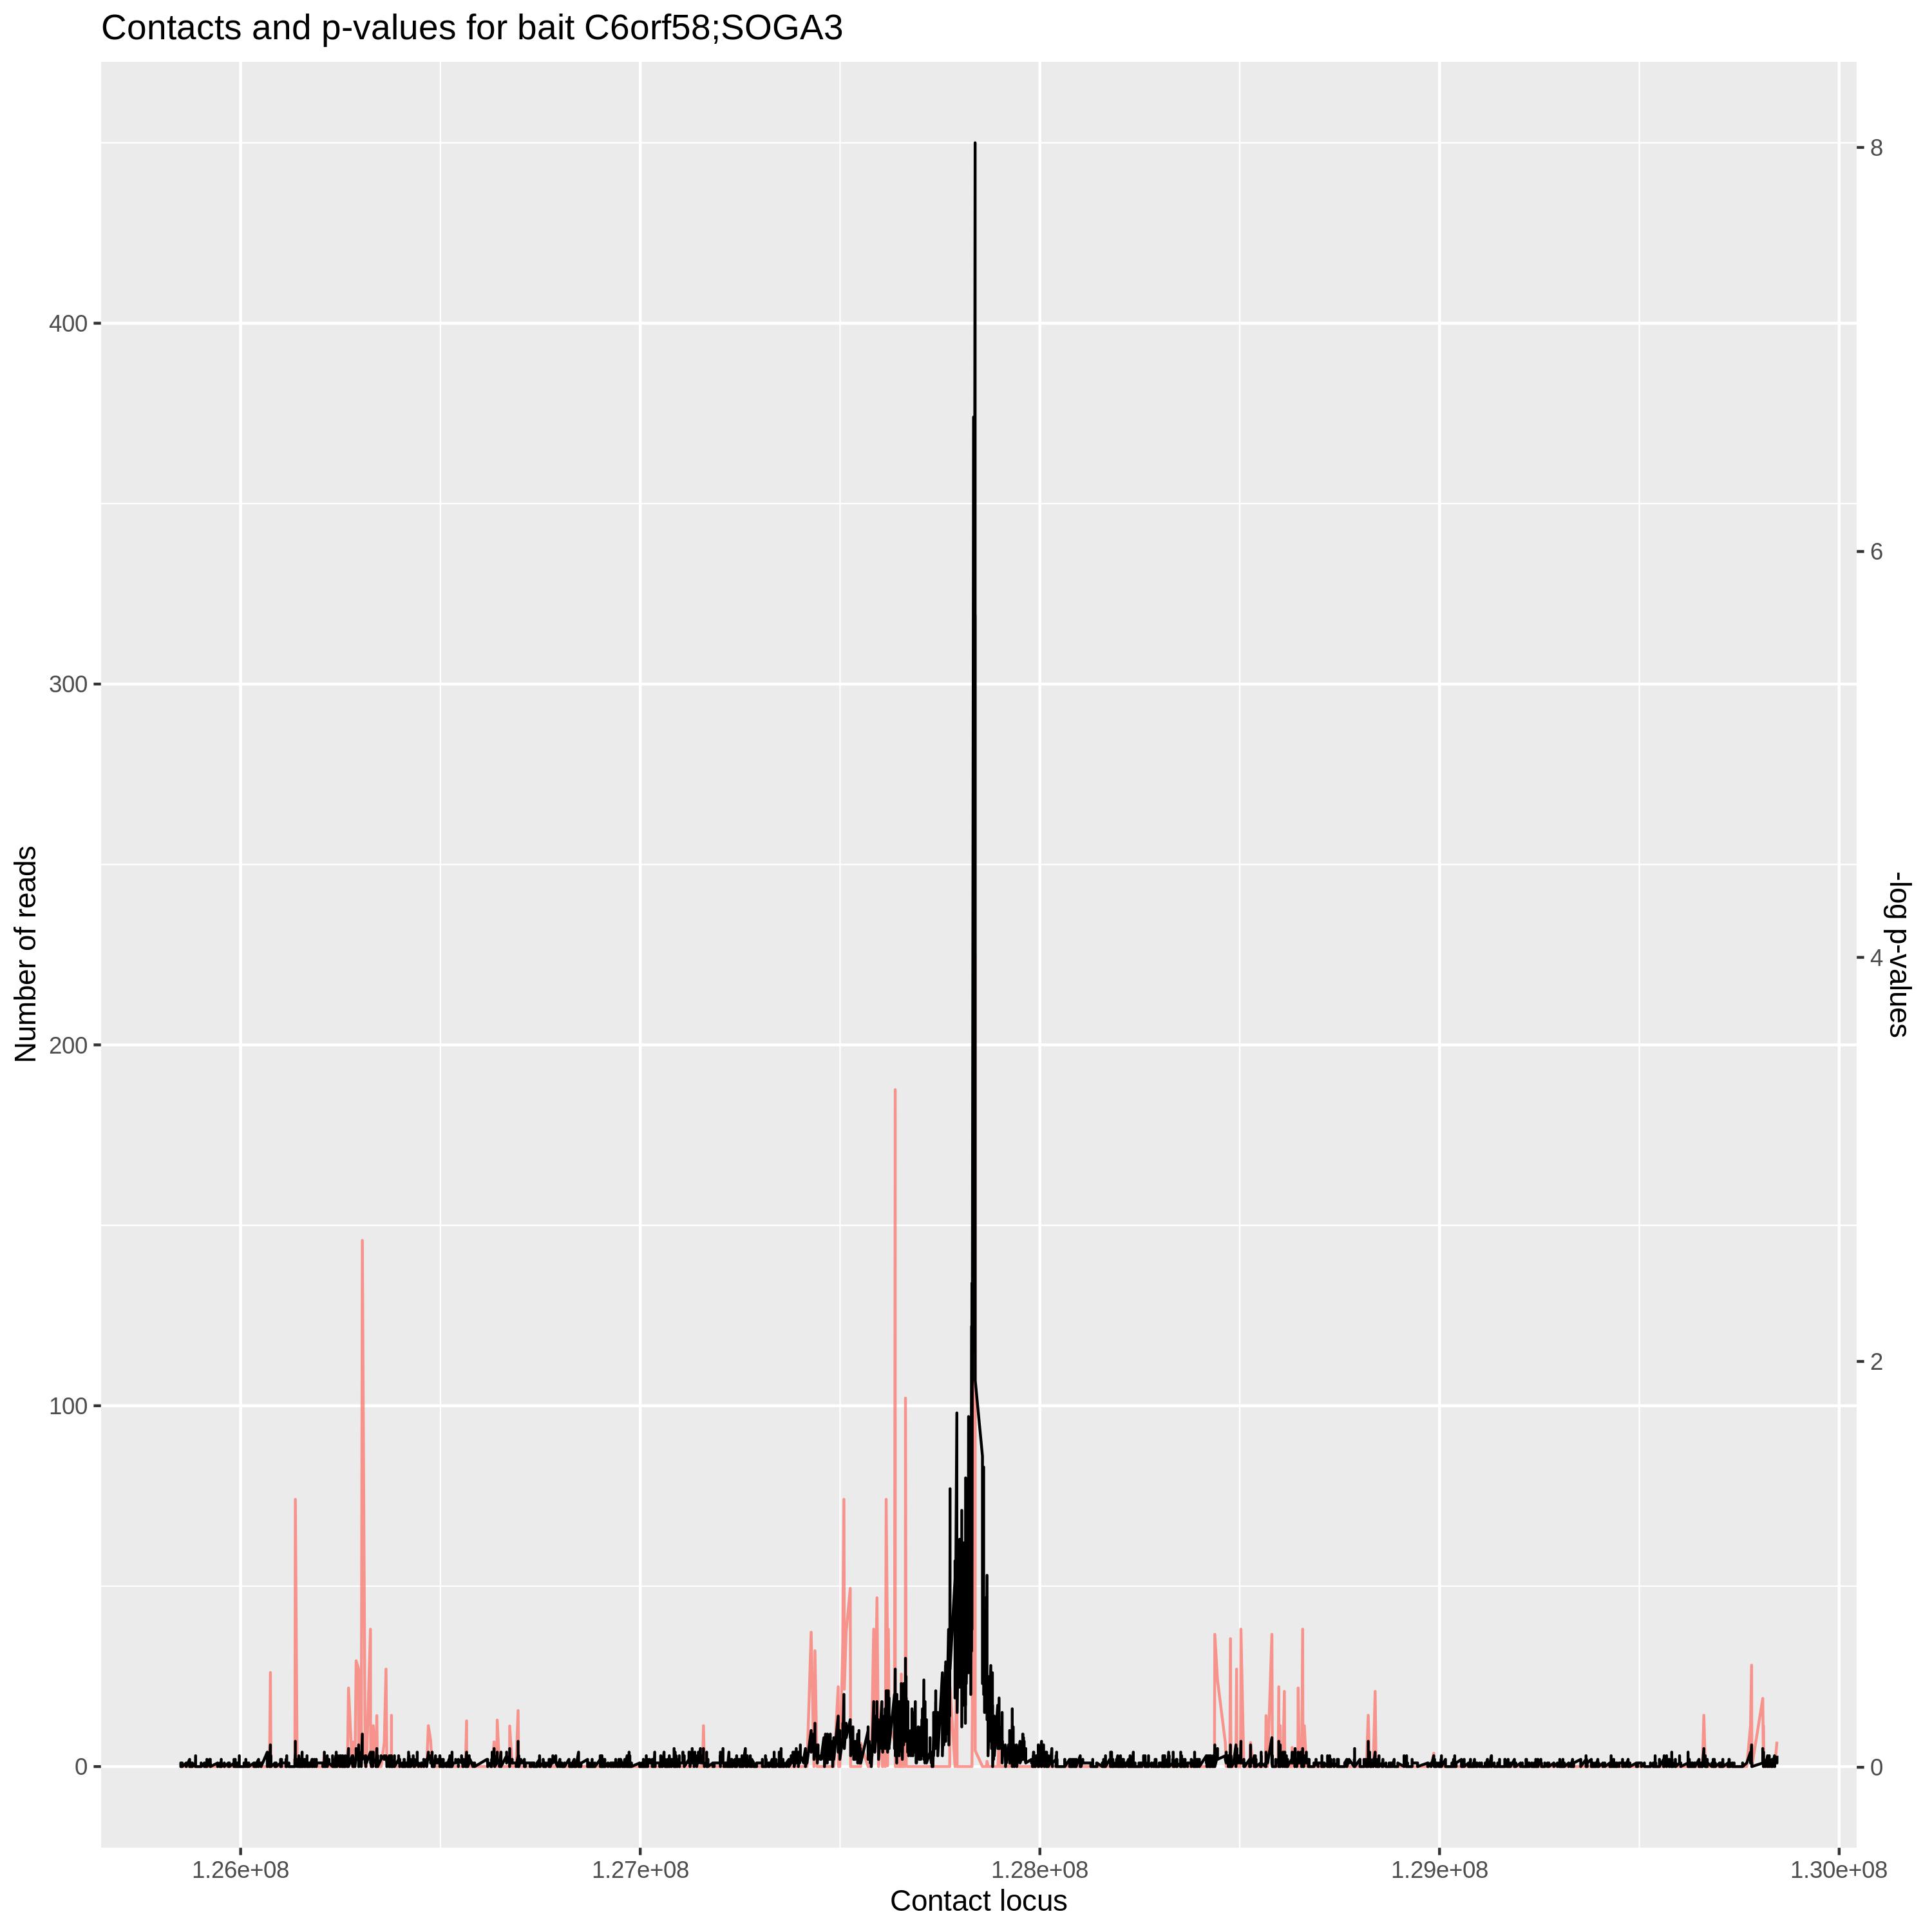 Contacts and p-values for bait C6orf58;SOGA3
Number of reads
400
300
200
100
0
8
6
4
2
0
-log p-values
1.26e+08
1.27e+08
1.28e+08
1.29e+08
1.30e+08
Contact locus